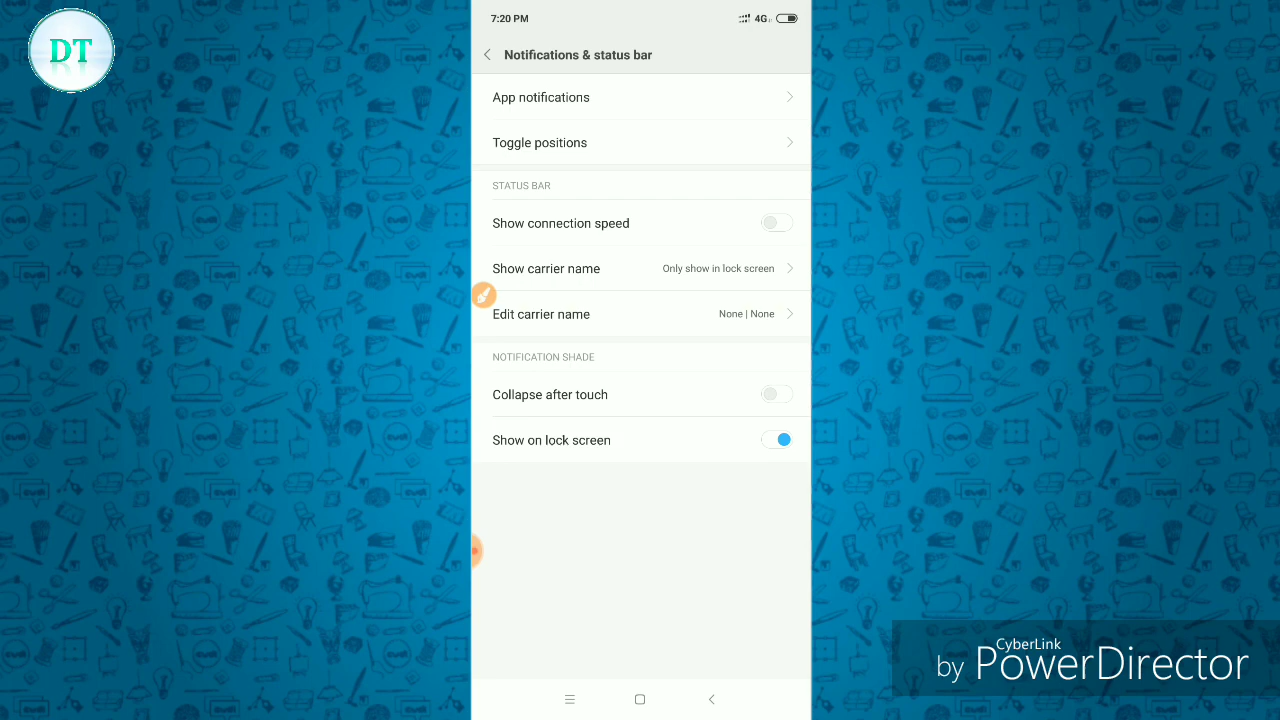 DT
7:20 PM
4G
Notifications & status bar
App notifications
Toggle positions
STATUS BAR
Show connection speed
Show carrier name
Only show in lock screen
Edit carrier name
None | None
NOTIFICATION SHADE
Collapse after touch
Show on lock screen
CyberLink
by PowerDirector